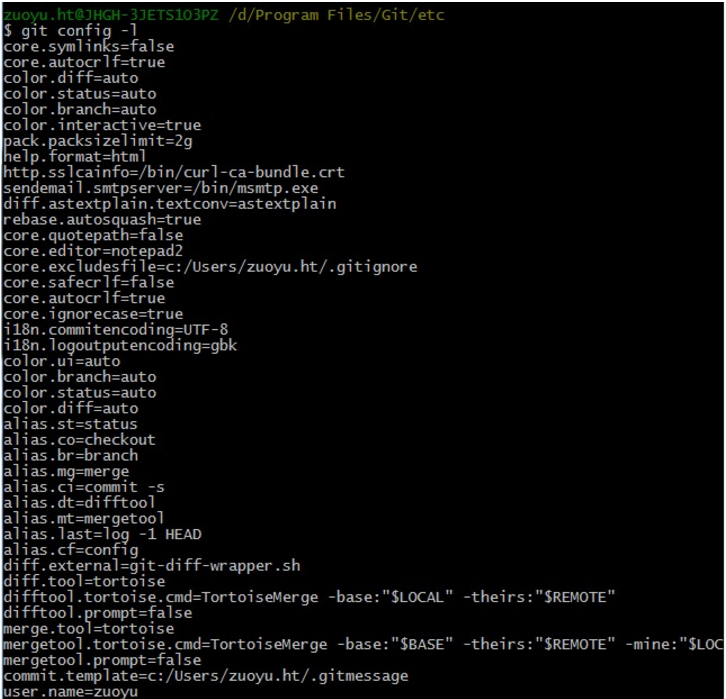 zuoyu.ht@JHGH-3JETS1O3PZ /d/Program Files/Git/etc
$ git config -l
core.symlinks=false
core.autocrlf=true
color.diff=auto
color.status=auto
color.branch=auto
color.interactive=true
pack.packsizelimit=2g
help.format=html
http.sslcainfo=/bin/curl-ca-bundle.crt
sendemail.smtpserver=/bin/msmtp.exe
diff.astextplain.textconv=astextplain
rebase.autosquash=true
core.quotepath=false
core.editor=notepad2
core.excludesfile=c:/Users/zuoyu.ht/.gitignore
core.safecrlf=false
core.autocrlf=true
core.ignorecase=true
i18n.commitencoding=UTF-8
i18n.logoutputencoding=gbk
color.ui=auto
color.branch=auto
color.status=auto
color.diff=auto
alias.st=status
alias.co=checkout
alias.br=branch
alias.mg=merge
alias.ci=commit -s
alias.dt=difftool
alias.mt=mergetool
alias.last=log -1 HEAD
alias.cf=config
diff.external=git-diff-wrapper.sh
diff.tool=tortoise
difftool.tortoise.cmd=TortoiseMerge -base:"$LOCAL" -theirs:"$REMOTE"
difftool.prompt=false
merge.tool=tortoise
mergetool.tortoise.cmd=TortoiseMerge -base:"$BASE" -theirs:"$REMOTE" -mine:"$LOC
mergetool.prompt=false
commit.template=c:/Users/zuoyu.ht/.gitmessage
user.name=zuoyu